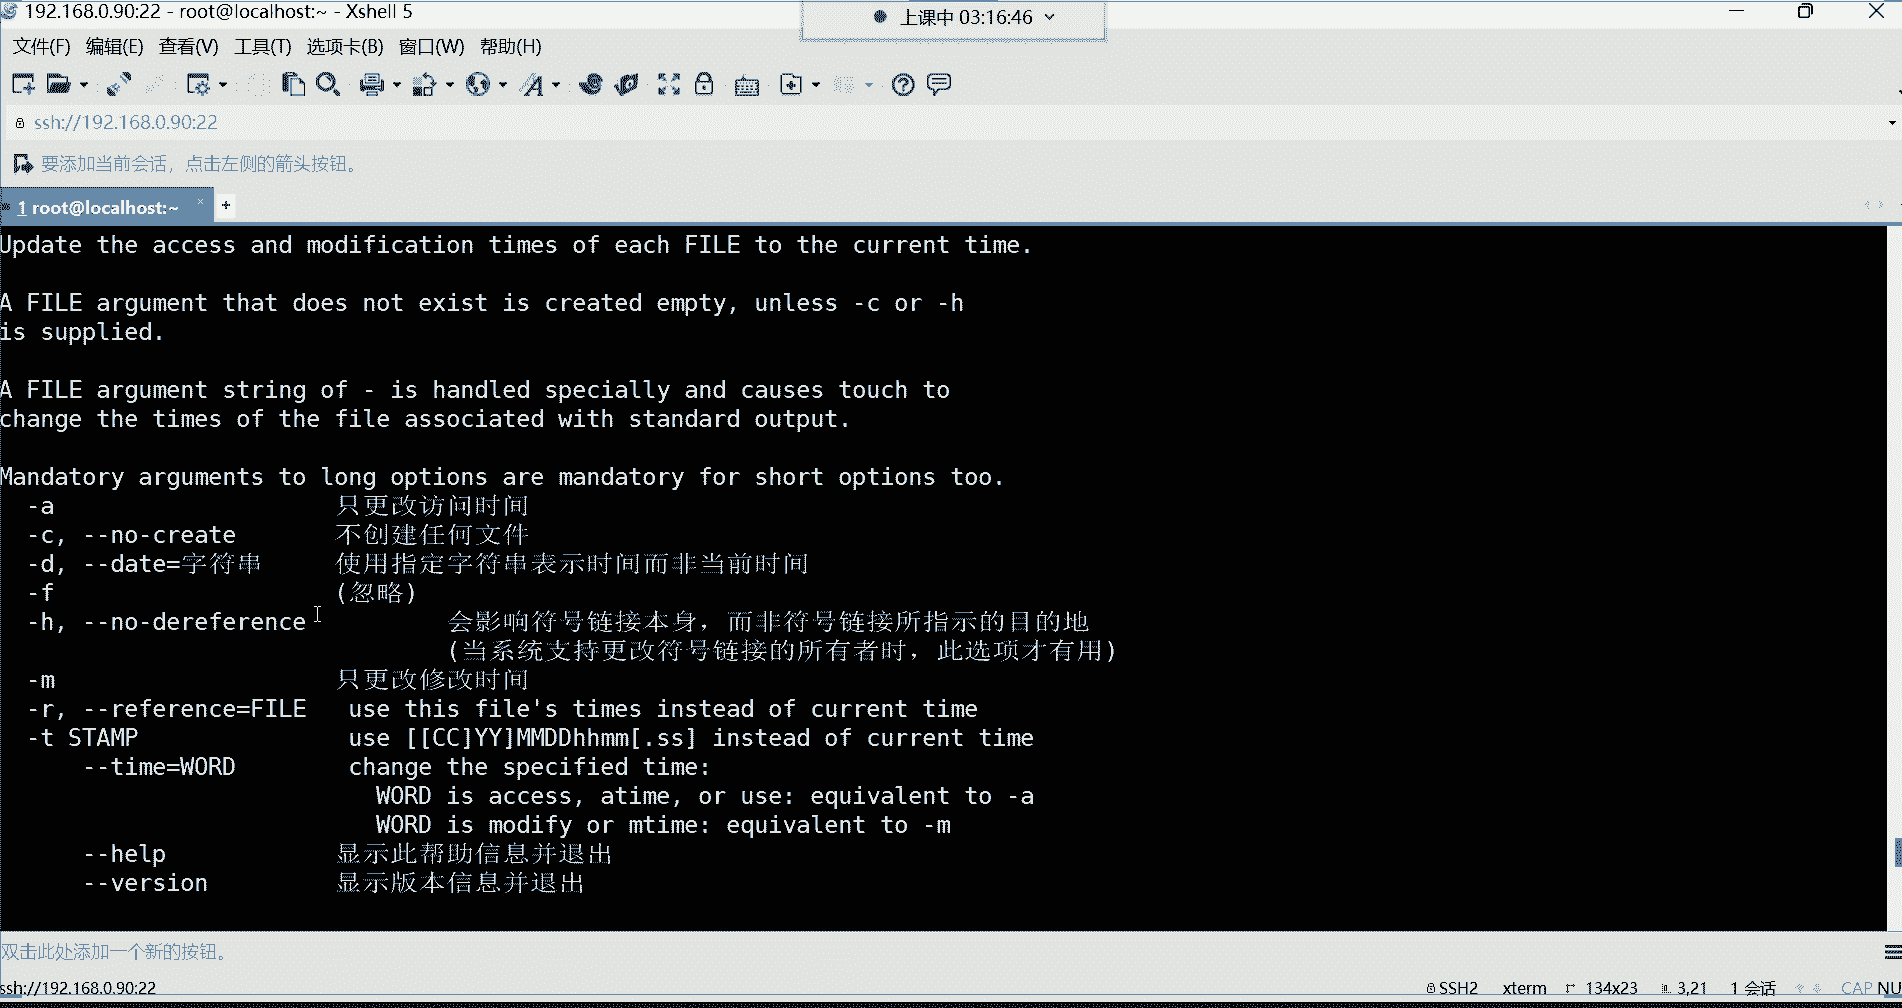 192.168.0.90:22 - root@localhost:~ - Xshell 5
上课中 03:16:46
文件(F) 编辑(E) 查看(V) 工具(T) 选项卡(B) 窗口(W) 帮助(H)
ssh://192.168.0.90:22
要添加当前会话，点击左侧的箭头按钮。
1 root@localhost:~ × +
Update the access and modification times of each FILE to the current time.
A FILE argument that does not exist is created empty, unless -c or -h
is supplied.
A FILE argument string of - is handled specially and causes touch to
change the times of the file associated with standard output.
Mandatory arguments to long options are mandatory for short options too.
-a 只更改访问时间
-c, --no-create 不创建任何文件
-d, --date=字符串 使用指定字符串表示时间而非当前时间
-f (忽略)
-h, --no-dereference 会影响符号链接本身，而非符号链接所指示的目的地
(当系统支持更改符号链接的所有者时，此选项才有用)
-m 只更改修改时间
-r, --reference=FILE use this file's times instead of current time
-t STAMP use [[CC]YY]MMDDhhmm[.ss] instead of current time
--time=WORD change the specified time:
WORD is access, atime, or use: equivalent to -a
WORD is modify or mtime: equivalent to -m
--help 显示此帮助信息并退出
--version 显示版本信息并退出
双击此处添加一个新的按钮。
ssh://192.168.0.90:22 SSH2 xterm 134x23 3,21 1 会话 CAP NU